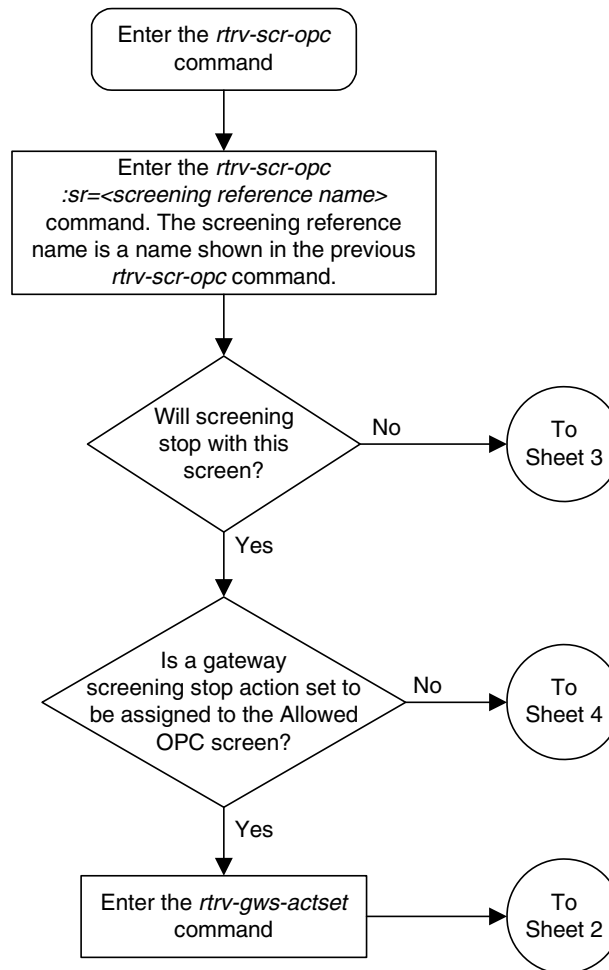 Enter the rtrv-scr-opc
command
Enter the rtrv-scr-opc
:sr=<screening reference name>
command. The screening reference
name is a name shown in the previous
rtrv-scr-opc command.
Will screening
stop with this
screen?
No
To
Sheet 3
Yes
Is a gateway
screening stop action set to
be assigned to the Allowed
OPC screen?
No
To
Sheet 4
Yes
Enter the rtrv-gws-actset
command
To
Sheet 2